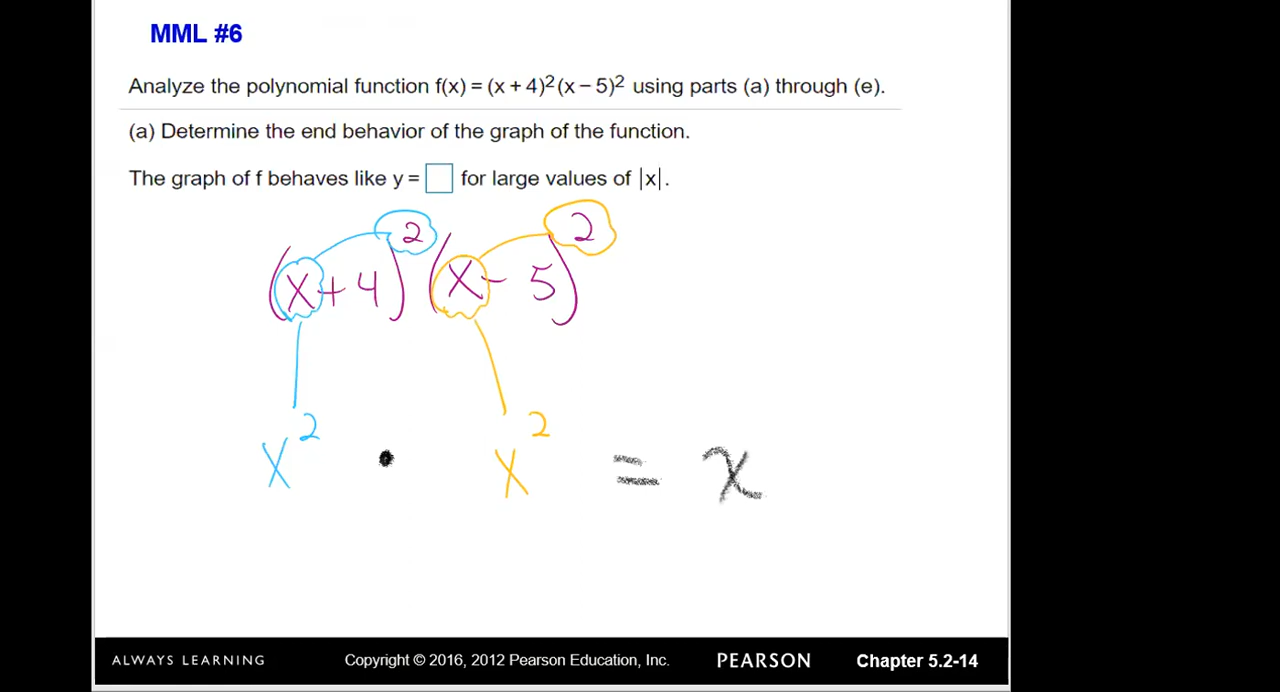 MML #6
Analyze the polynomial function f(x) = (x + 4)²(x − 5)² using parts (a) through (e).
(a) Determine the end behavior of the graph of the function.
The graph of f behaves like y = for large values of |x|.
(x + 4)² (x − 5)²
x² · x² = x
ALWAYS LEARNING Copyright © 2016, 2012 Pearson Education, Inc. PEARSON Chapter 5.2-14